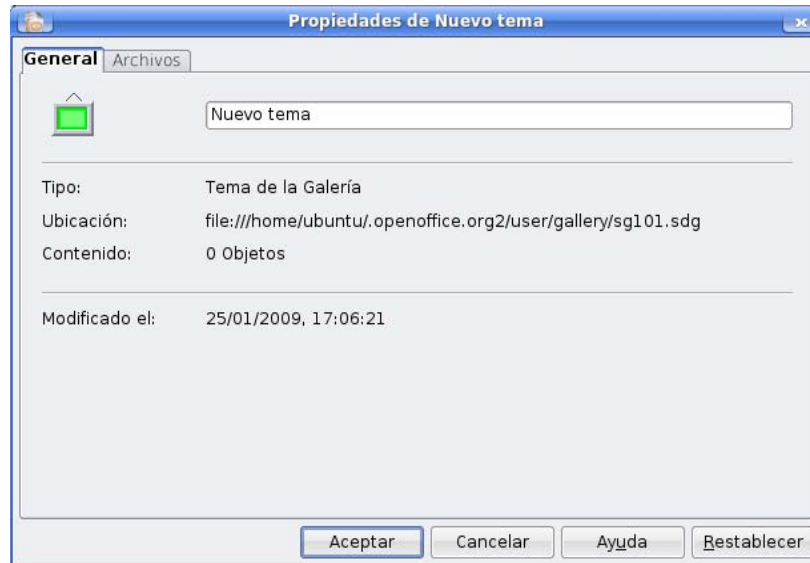 Propiedades de Nuevo tema
General Archivos
Nuevo tema
Tipo: Tema de la Galería
Ubicación: file:///home/ubuntu/.openoffice.org2/user/gallery/sg101.sdg
Contenido: 0 Objetos
Modificado el: 25/01/2009, 17:06:21
Aceptar Cancelar Ayuda Restablecer